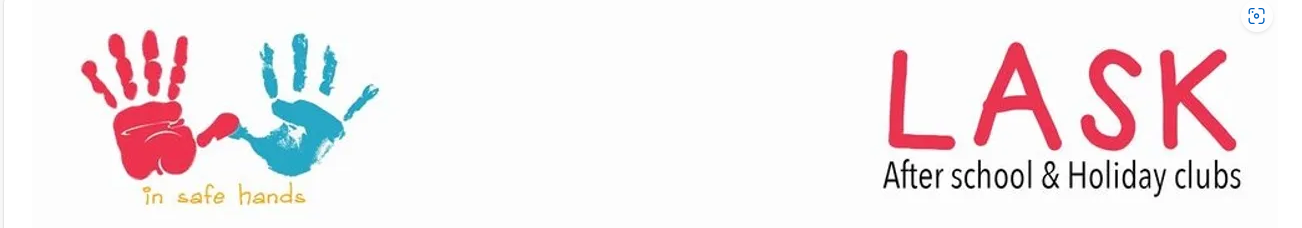 in safe hands
LASK
After school & Holiday clubs